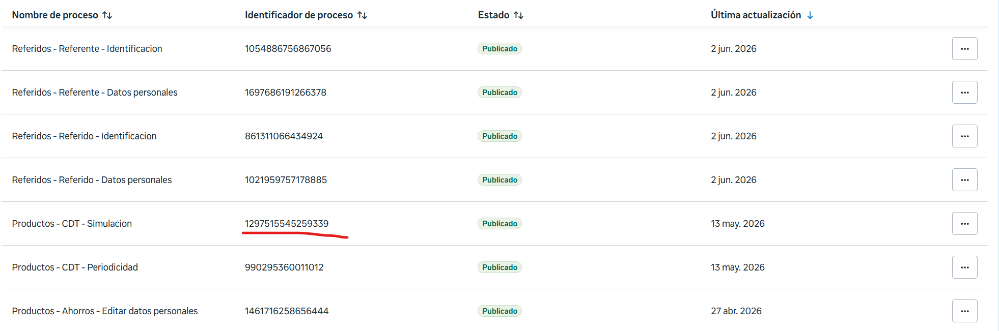 Nombre de proceso Identificador de proceso Estado Última actualización
Referidos - Referente - Identificacion 1054886756867056 Publicado 2 jun. 2026
Referidos - Referente - Datos personales 1697686191266378 Publicado 2 jun. 2026
Referidos - Referido - Identificacion 861311066434924 Publicado 2 jun. 2026
Referidos - Referido - Datos personales 1021959757178885 Publicado 2 jun. 2026
Productos - CDT - Simulacion 1297515545259339 Publicado 13 may. 2026
Productos - CDT - Periodicidad 990295360011012 Publicado 13 may. 2026
Productos - Ahorros - Editar datos personales 1461716258656444 Publicado 27 abr. 2026